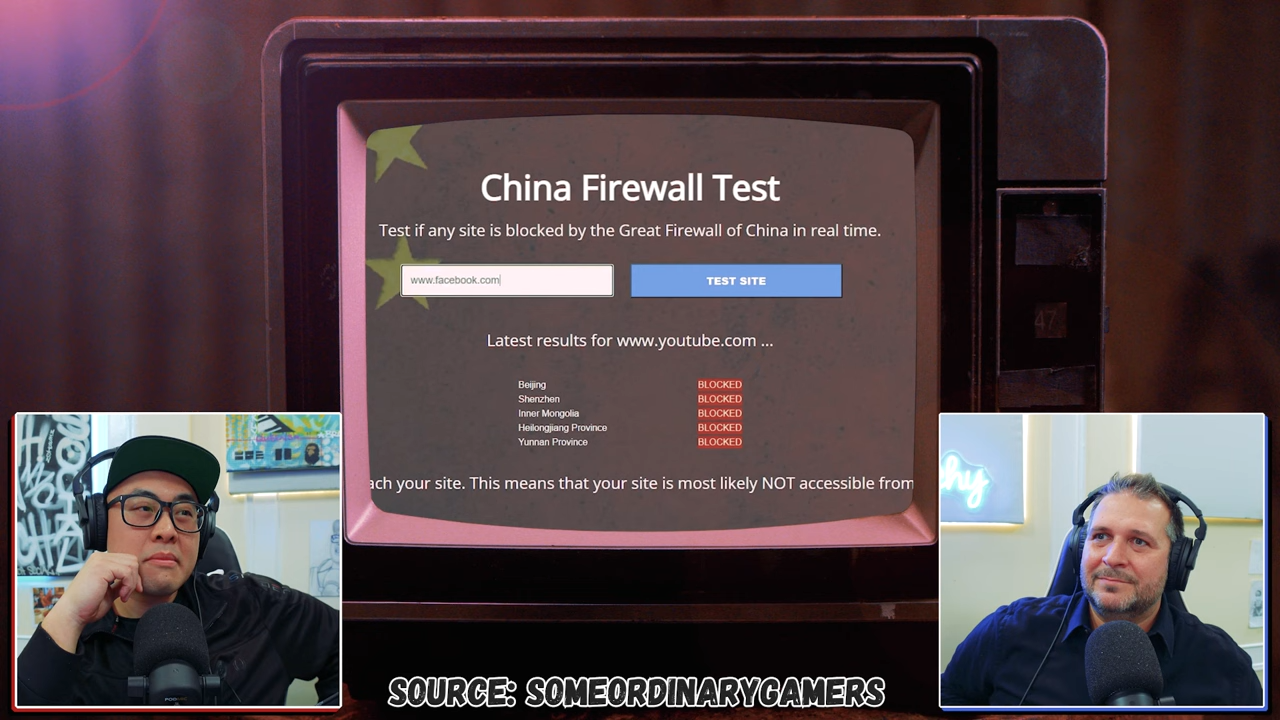 China Firewall Test
Test if any site is blocked by the Great Firewall of China in real time.
www.facebook.com
TEST SITE
Latest results for www.youtube.com ...
Beijing BLOCKED
Shenzhen BLOCKED
Inner Mongolia BLOCKED
Heilongjiang Province BLOCKED
Yunnan Province BLOCKED
ach your site. This means that your site is most likely NOT accessible from
47
hy
SOURCE: SOMEORDINARYGAMERS